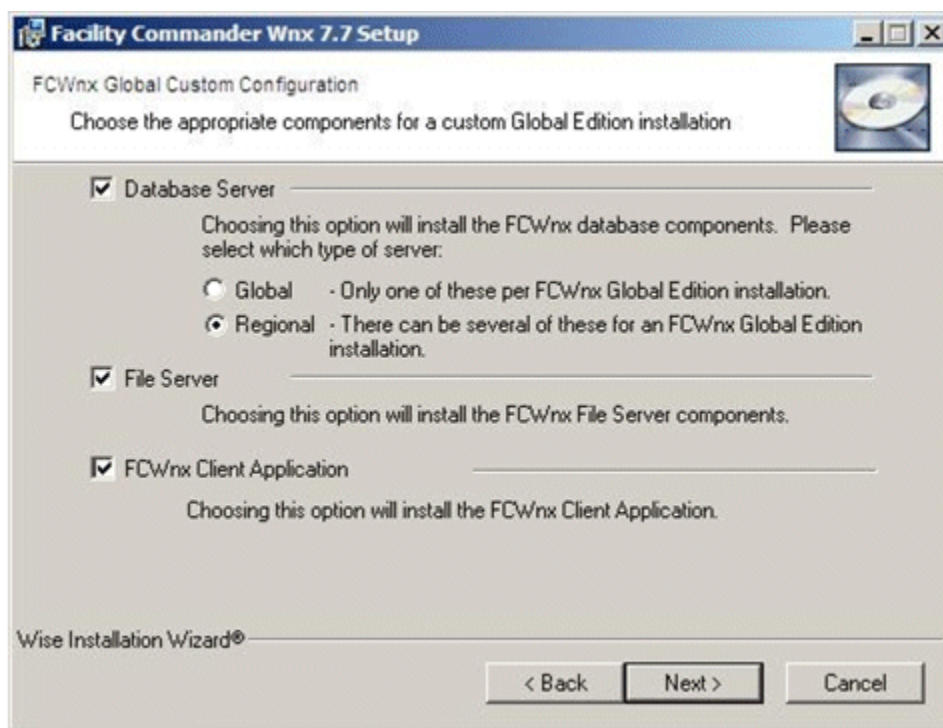 Facility Commander Wnx 7.7 Setup
FCWnx Global Custom Configuration
Choose the appropriate components for a custom Global Edition installation
Database Server
Choosing this option will install the FCWnx database components. Please
select which type of server:
Global - Only one of these per FCWnx Global Edition installation.
Regional - There can be several of these for an FCWnx Global Edition
installation.
File Server
Choosing this option will install the FCWnx File Server components.
FCWnx Client Application
Choosing this option will install the FCWnx Client Application.
Wise Installation Wizard®
< Back Next > Cancel